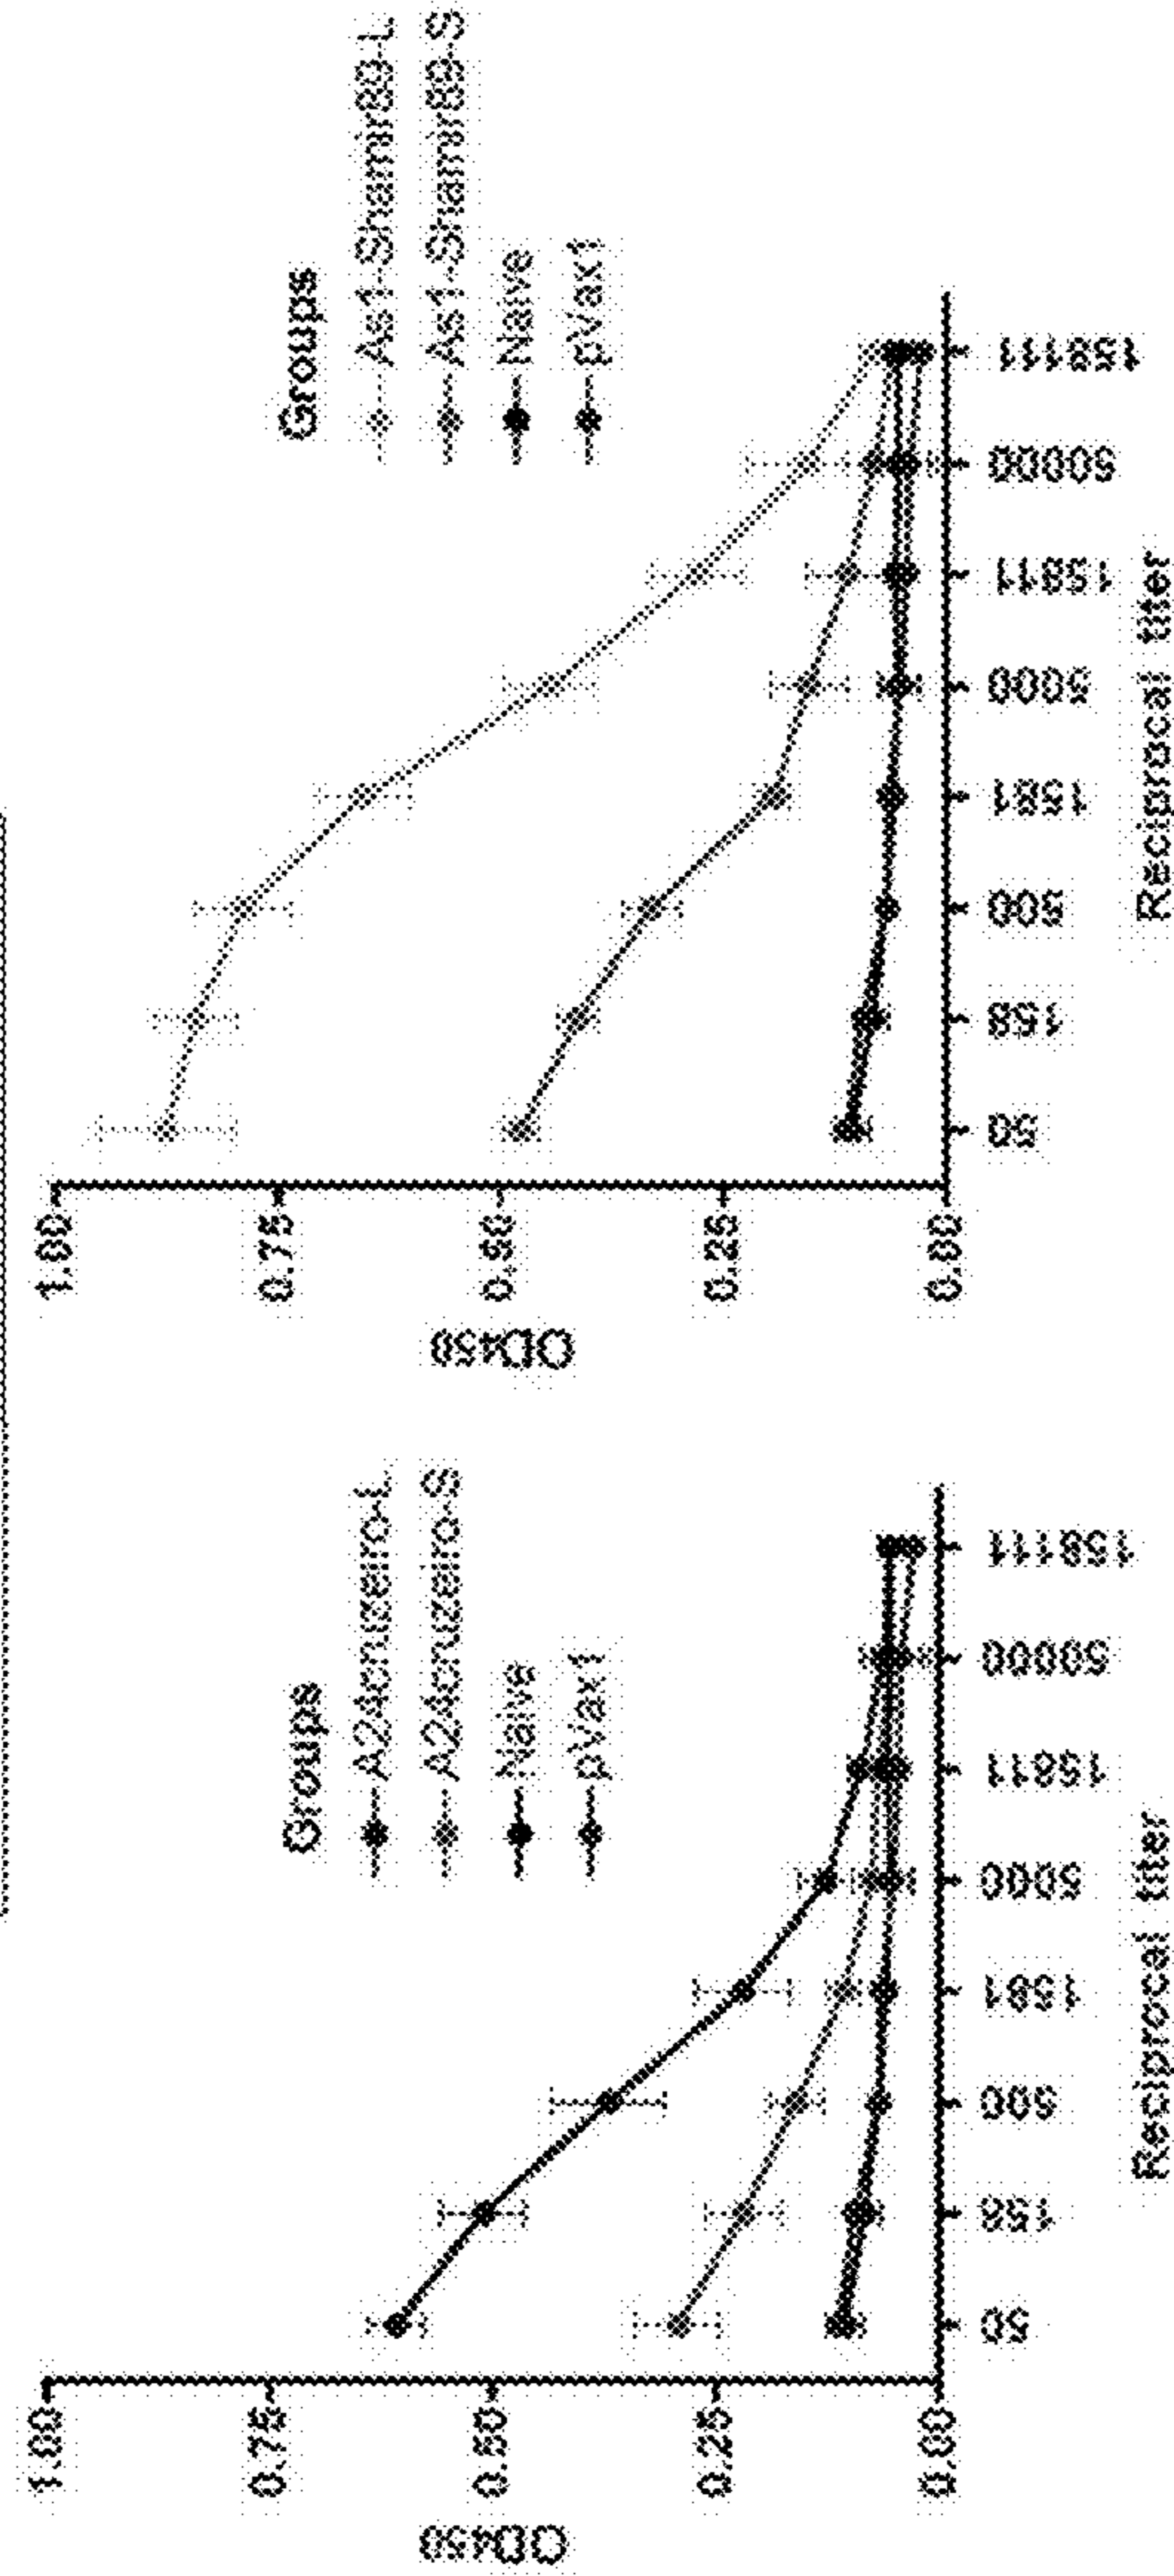 1.00
0.75
0.50
0.25
0.00
OD450
Groups
A24cruzeiro-L
A24cruzeiro-S
Naive
pVax1
50
158
500
1581
5000
15811
50000
158111
Reciprocal titer
1.00
0.75
0.50
0.25
0.00
OD450
Groups
As1-Shamir89-L
As1-Shamir89-S
Naive
pVax1
50
158
500
1581
5000
15811
50000
158111
Reciprocal titer